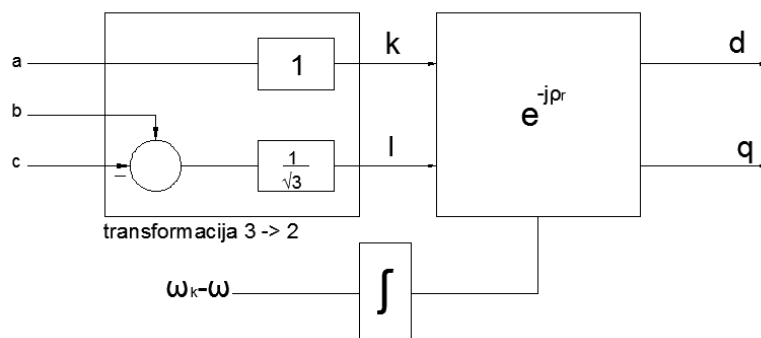 a
k
d
1
b
e^-jρr
c
–
1
√3
l
q
transformacija 3 -> 2
ωk-ω
∫